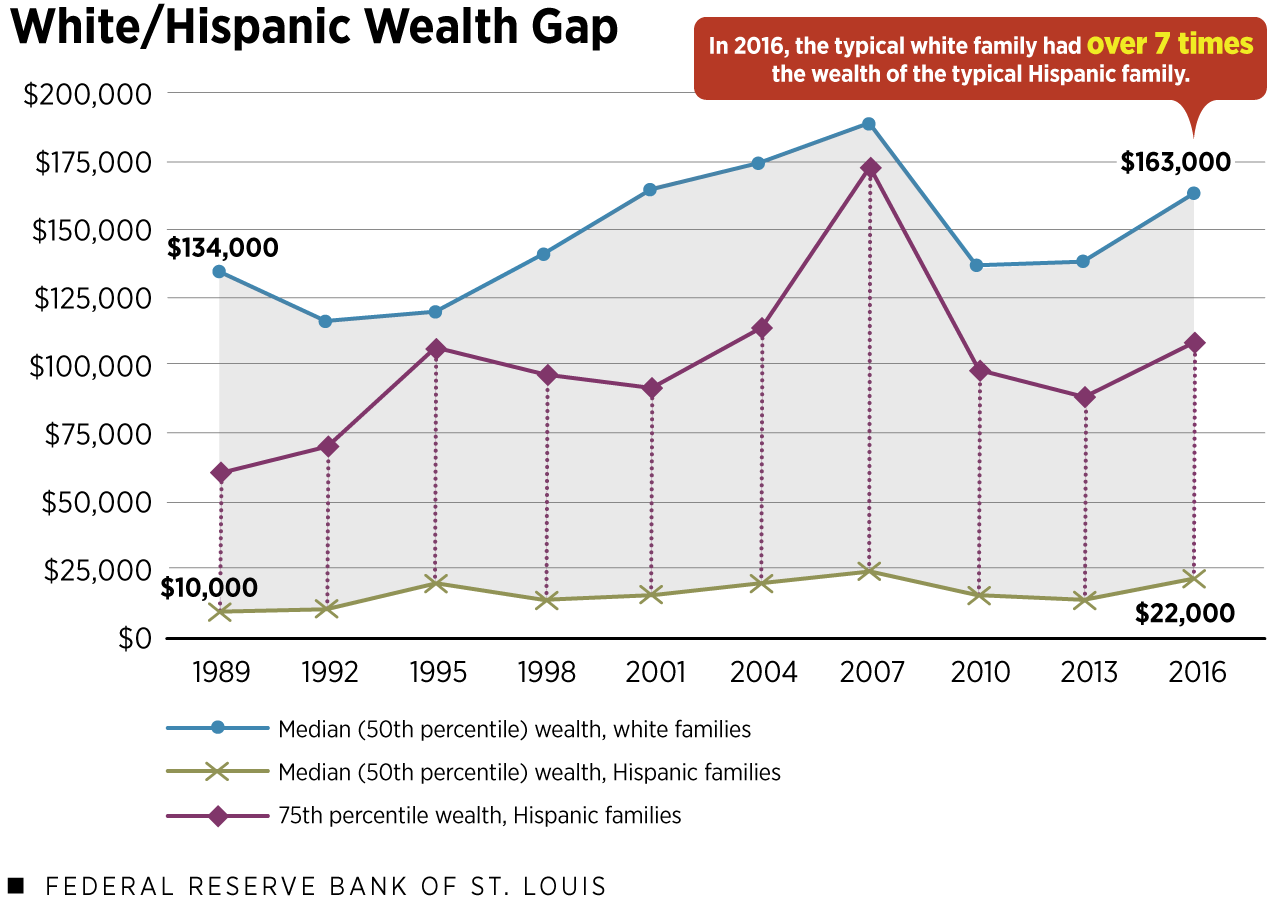 White/Hispanic Wealth Gap
In 2016, the typical white family had over 7 times
the wealth of the typical Hispanic family.
$200,000
$175,000
$150,000
$125,000
$100,000
$75,000
$50,000
$25,000
$0
$134,000
$163,000
$10,000
$22,000
1989 1992 1995 1998 2001 2004 2007 2010 2013 2016
Median (50th percentile) wealth, white families
Median (50th percentile) wealth, Hispanic families
75th percentile wealth, Hispanic families
FEDERAL RESERVE BANK OF ST. LOUIS